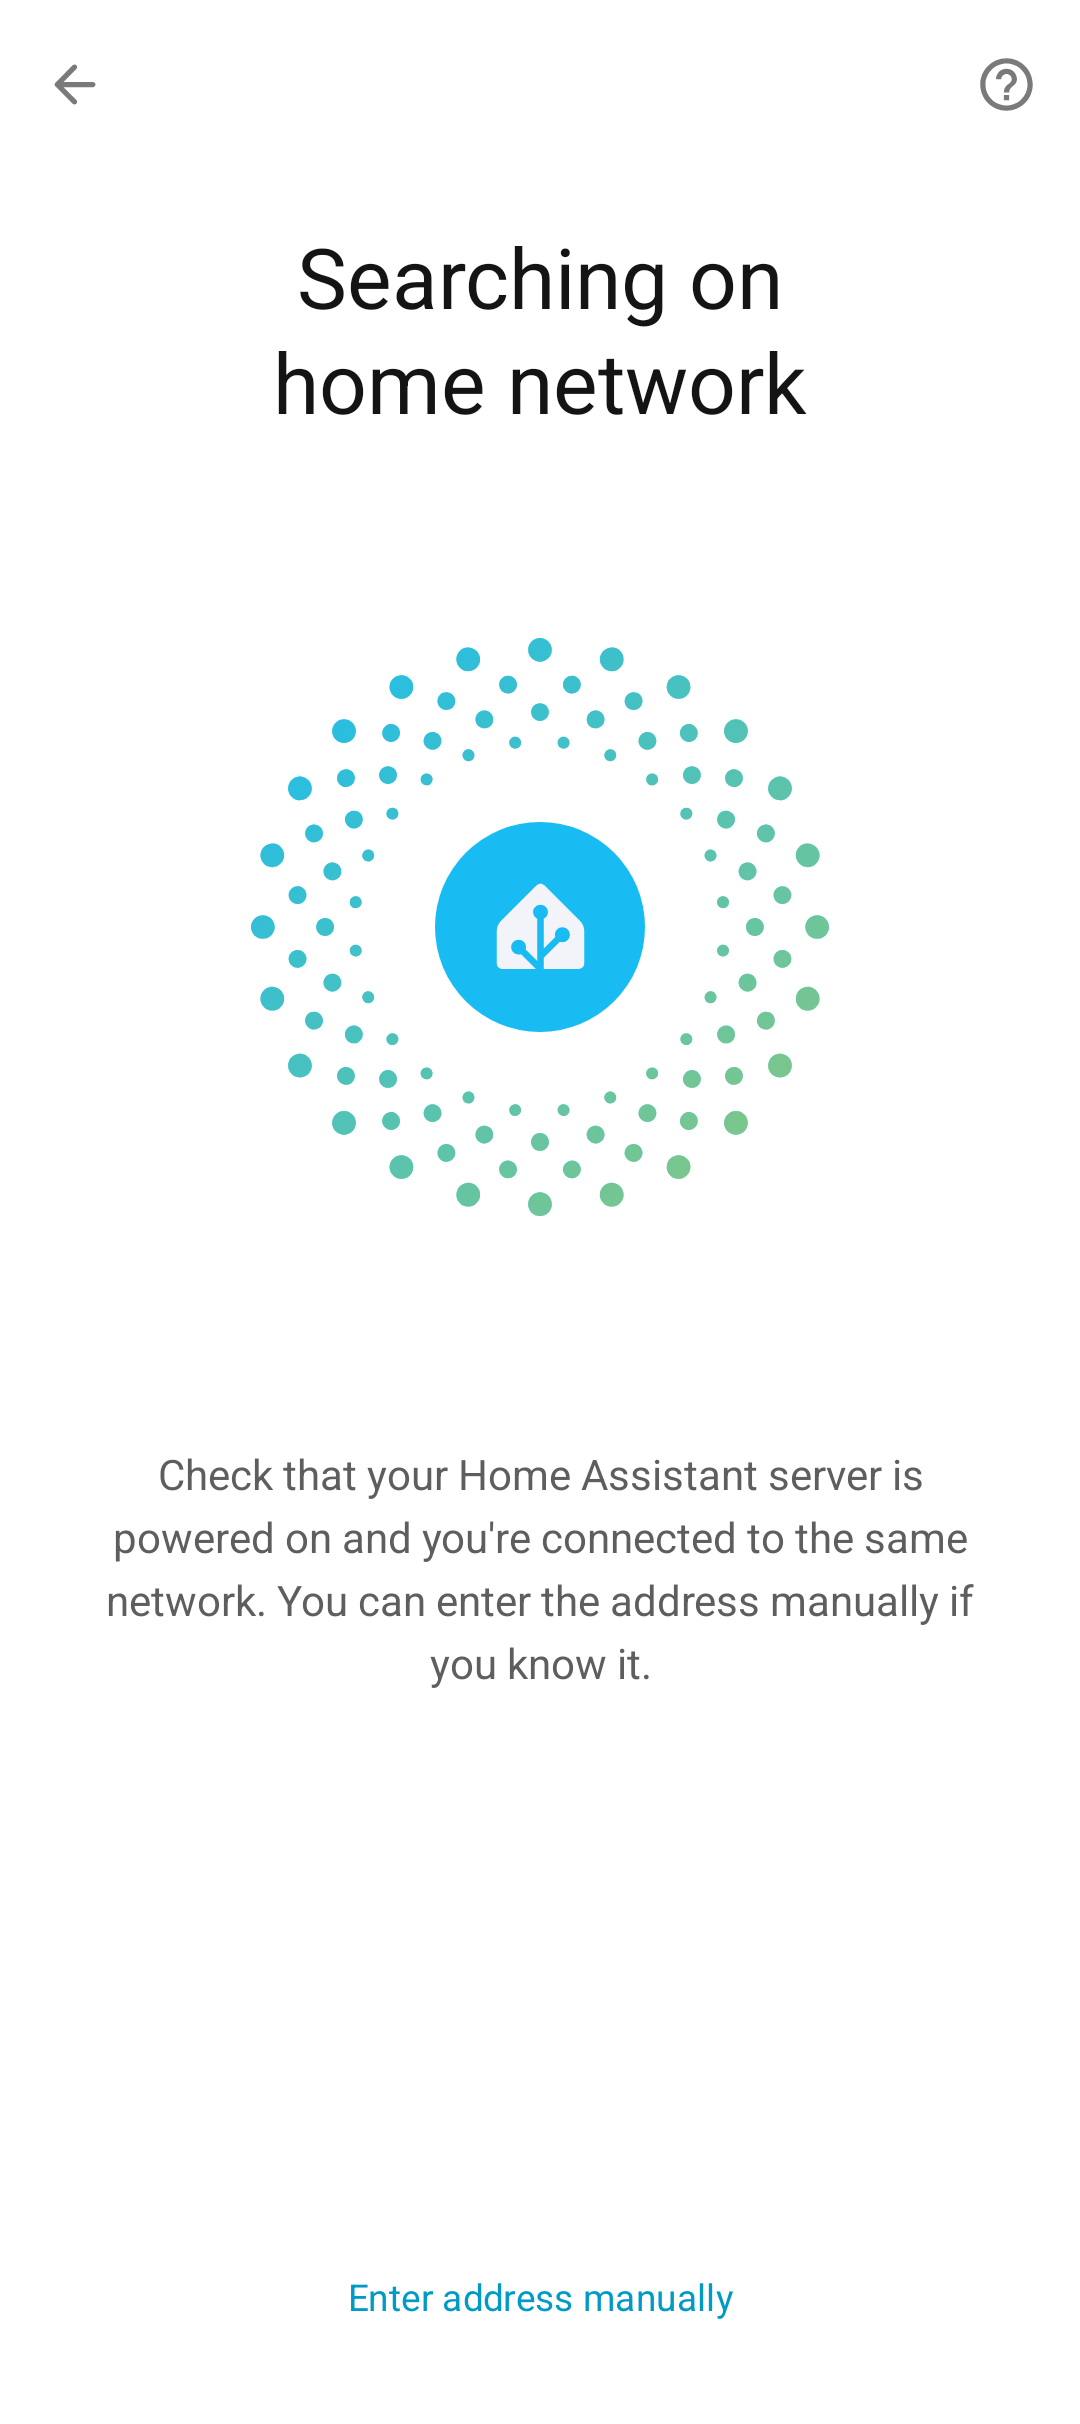 Searching on
home network
Check that your Home Assistant server is
powered on and you're connected to the same
network. You can enter the address manually if
you know it.
Enter address manually